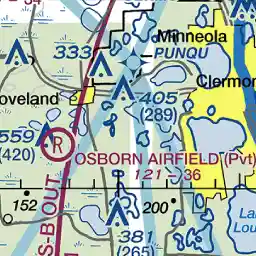 Minneola
333
PUNQU
Clermon
oveland
405
(289)
559
(420)
R
OSBORN AIRFIELD (Pvt)
121 - 36
152
200
S-B OUT
La
Lou
381
(265)